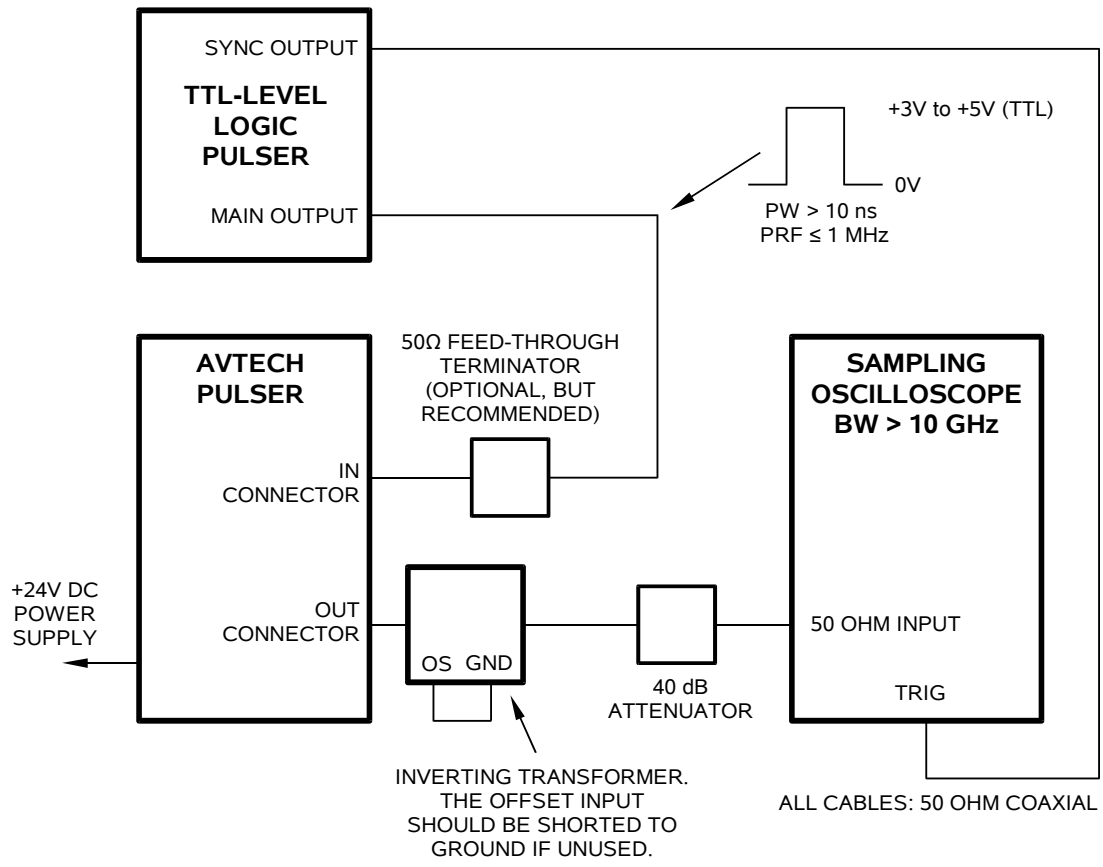 SYNC OUTPUT
TTL-LEVEL
LOGIC
PULSER
MAIN OUTPUT
+3V to +5V (TTL)
0V
PW > 10 ns
PRF ≤ 1 MHz
AVTECH
PULSER
IN
CONNECTOR
OUT
CONNECTOR
+24V DC
POWER
SUPPLY
50Ω FEED-THROUGH
TERMINATOR
(OPTIONAL, BUT
RECOMMENDED)
OS GND
INVERTING TRANSFORMER.
THE OFFSET INPUT
SHOULD BE SHORTED TO
GROUND IF UNUSED.
40 dB
ATTENUATOR
SAMPLING
OSCILLOSCOPE
BW > 10 GHz
50 OHM INPUT
TRIG
ALL CABLES: 50 OHM COAXIAL